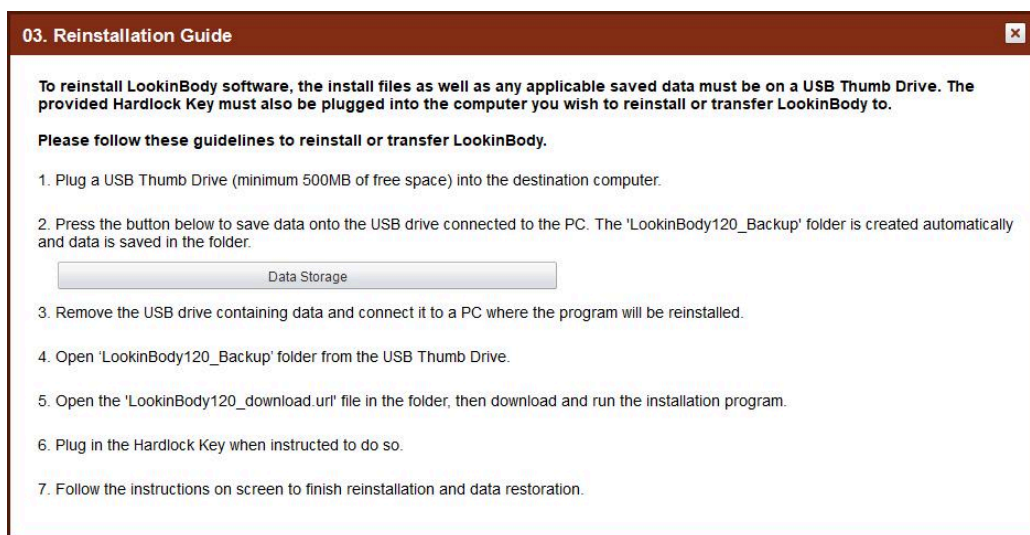 03. Reinstallation Guide
To reinstall LookinBody software, the install files as well as any applicable saved data must be on a USB Thumb Drive. The
provided Hardlock Key must also be plugged into the computer you wish to reinstall or transfer LookinBody to.
Please follow these guidelines to reinstall or transfer LookinBody.
1. Plug a USB Thumb Drive (minimum 500MB of free space) into the destination computer.
2. Press the button below to save data onto the USB drive connected to the PC. The 'LookinBody120_Backup' folder is created automatically
and data is saved in the folder.
Data Storage
3. Remove the USB drive containing data and connect it to a PC where the program will be reinstalled.
4. Open ‘LookinBody120_Backup’ folder from the USB Thumb Drive.
5. Open the 'LookinBody120_download.url' file in the folder, then download and run the installation program.
6. Plug in the Hardlock Key when instructed to do so.
7. Follow the instructions on screen to finish reinstallation and data restoration.